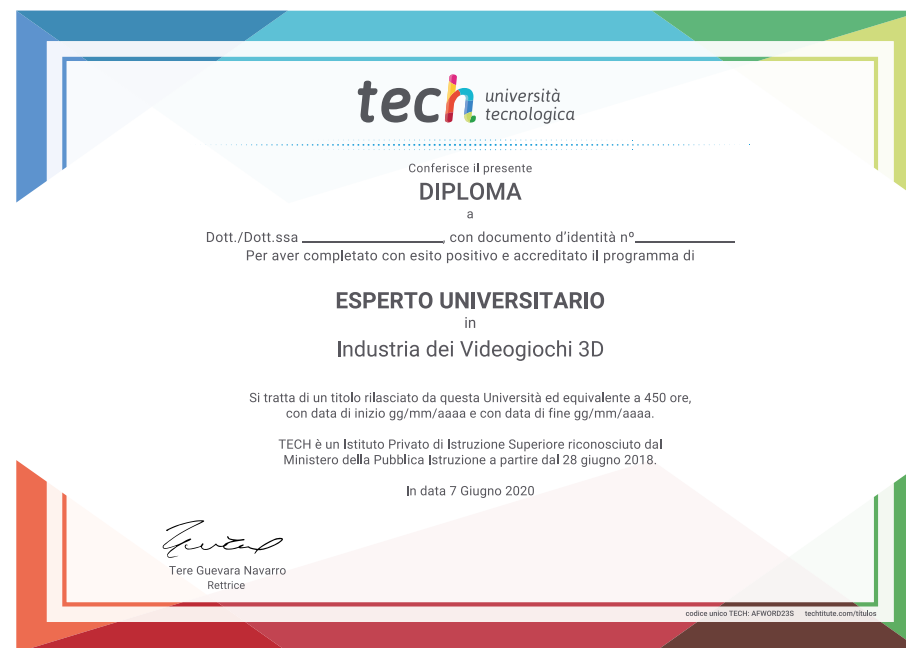 tech università
tecnologica
Conferisce il presente
DIPLOMA
a
Dott./Dott.ssa ________________, con documento d'identità nº____________
Per aver completato con esito positivo e accreditato il programma di
ESPERTO UNIVERSITARIO
in
Industria dei Videogiochi 3D
Si tratta di un titolo rilasciato da questa Università ed equivalente a 450 ore,
con data di inizio gg/mm/aaaa e con data di fine gg/mm/aaaa.
TECH è un Istituto Privato di Istruzione Superiore riconosciuto dal
Ministero della Pubblica Istruzione a partire dal 28 giugno 2018.
In data 7 Giugno 2020
Tere Guevara Navarro
Rettrice
codice unico TECH: AFWORD23S techtitute.com/titulos